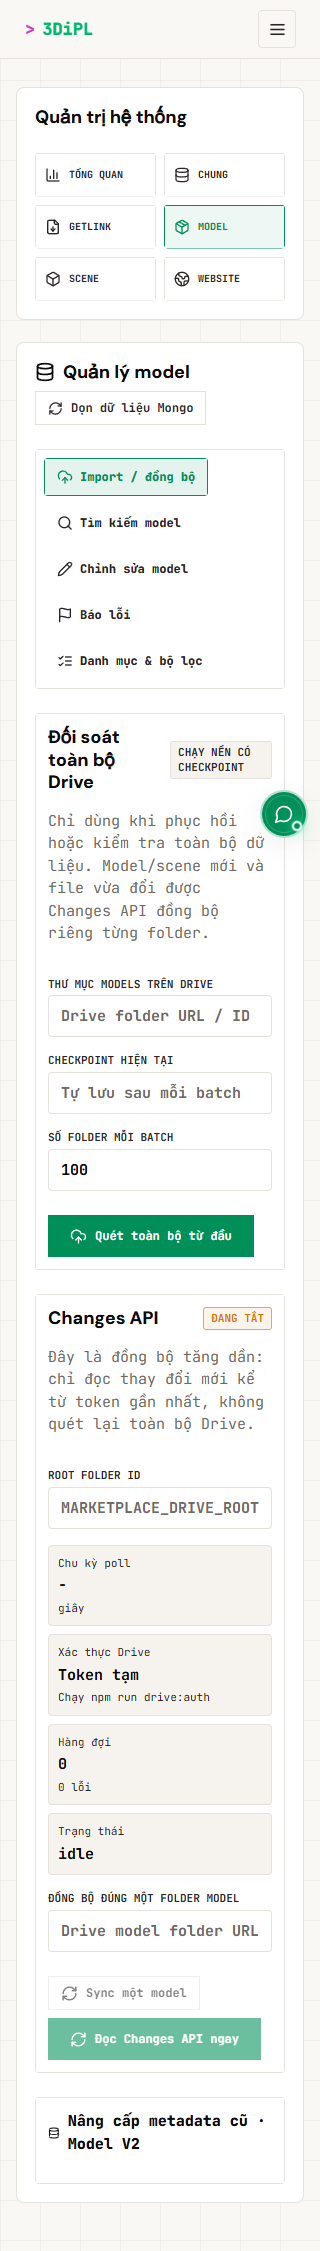 > 3DiPL
Quản trị hệ thống
TỔNG QUAN
CHUNG
GETLINK
MODEL
SCENE
WEBSITE
Quản lý model
Dọn dữ liệu Mongo
Import / đồng bộ
Tìm kiếm model
Chỉnh sửa model
Báo lỗi
Danh mục & bộ lọc
Đối soát
toàn bộ
Drive
CHẠY NỀN CÓ
CHECKPOINT
Chỉ dùng khi phục hồi
hoặc kiểm tra toàn bộ dữ
liệu. Model/scene mới và
file vừa đổi được
Changes API đồng bộ
riêng từng folder.
THƯ MỤC MODELS TRÊN DRIVE
Drive folder URL / ID
CHECKPOINT HIỆN TẠI
Tự lưu sau mỗi batch
SỐ FOLDER MỖI BATCH
100
Quét toàn bộ từ đầu
Changes API
ĐANG TẮT
Đây là đồng bộ tăng dần:
chỉ đọc thay đổi mới kể
từ token gần nhất, không
quét lại toàn bộ Drive.
ROOT FOLDER ID
MARKETPLACE_DRIVE_ROOT
Chu kỳ poll
-
giây
Xác thực Drive
Token tạm
Chạy npm run drive:auth
Hàng đợi
0
0 lỗi
Trạng thái
idle
ĐỒNG BỘ ĐÚNG MỘT FOLDER MODEL
Drive model folder URL
Sync một model
Đọc Changes API ngay
Nâng cấp metadata cũ ·
Model V2